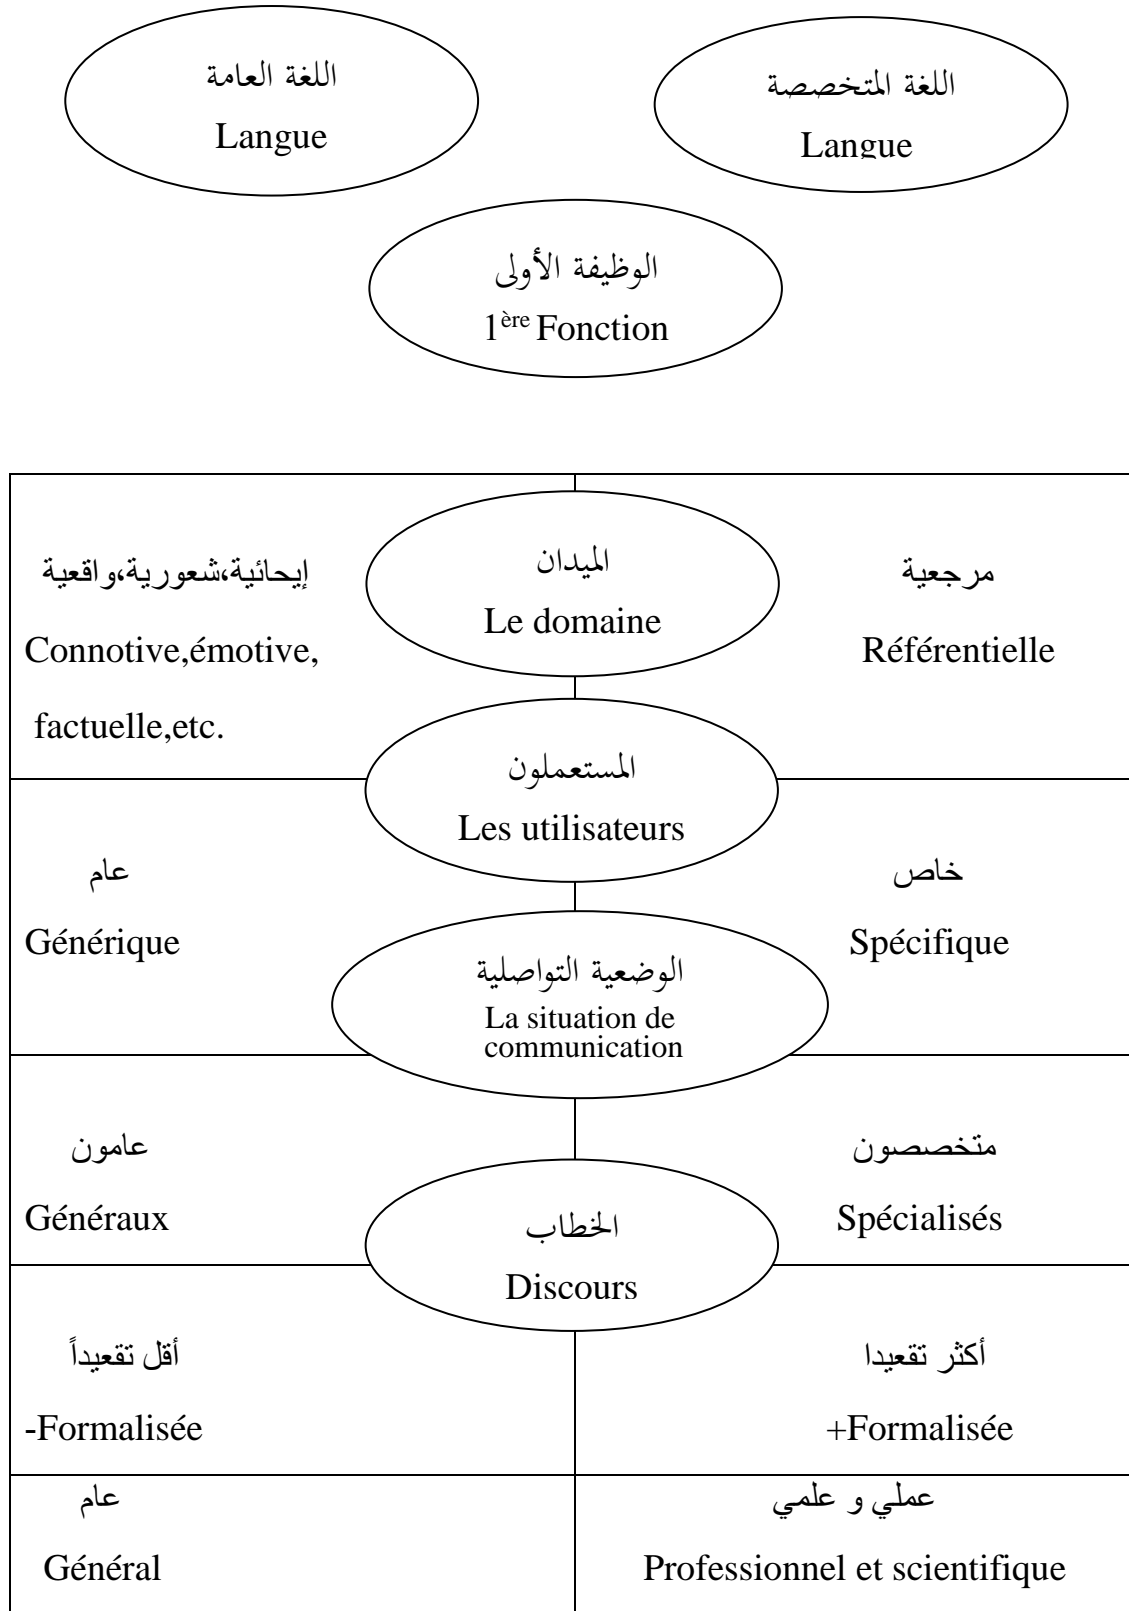 اللغة المتخصصة
Langue
اللغة العامة
Langue
الوظيفة الأولى
1ère Fonction
مرجعية
Référentielle
الميدان
Le domaine
إيحائية،شعورية،واقعية
Connotive,émotive,
factuelle,etc.
المستعملون
Les utilisateurs
خاص
Spécifique
عام
Générique
الوضعية التواصلية
La situation de
communication
متخصصون
Spécialisés
عامون
Généraux
الخطاب
Discours
أكثر تقعيدا
+Formalisée
أقل تقعيداً
-Formalisée
عملي و علمي
Professionnel et scientifique
عام
Général